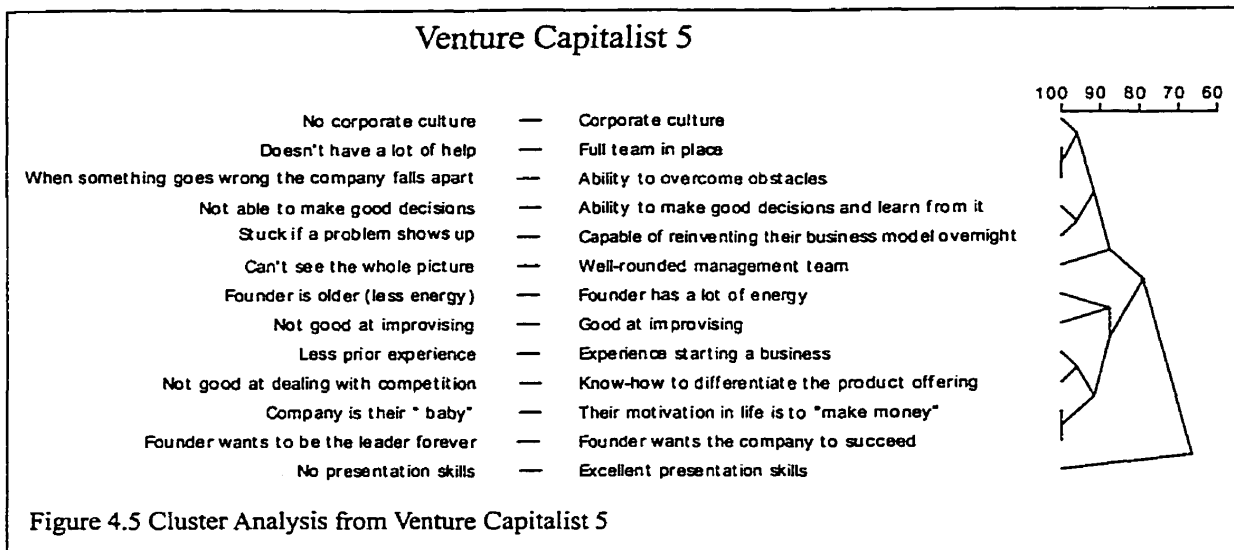 Venture Capitalist 5
100 90 80 70 60
No corporate culture — Corporate culture
Doesn't have a lot of help — Full team in place
When something goes wrong the company falls apart — Ability to overcome obstacles
Not able to make good decisions — Ability to make good decisions and learn from it
Stuck if a problem shows up — Capable of reinventing their business model overnight
Can't see the whole picture — Well-rounded management team
Founder is older (less energy) — Founder has a lot of energy
Not good at improvising — Good at improvising
Less prior experience — Experience starting a business
Not good at dealing with competition — Know-how to differentiate the product offering
Company is their " baby" — Their motivation in life is to "make money"
Founder wants to be the leader forever — Founder wants the company to succeed
No presentation skills — Excellent presentation skills
Figure 4.5 Cluster Analysis from Venture Capitalist 5